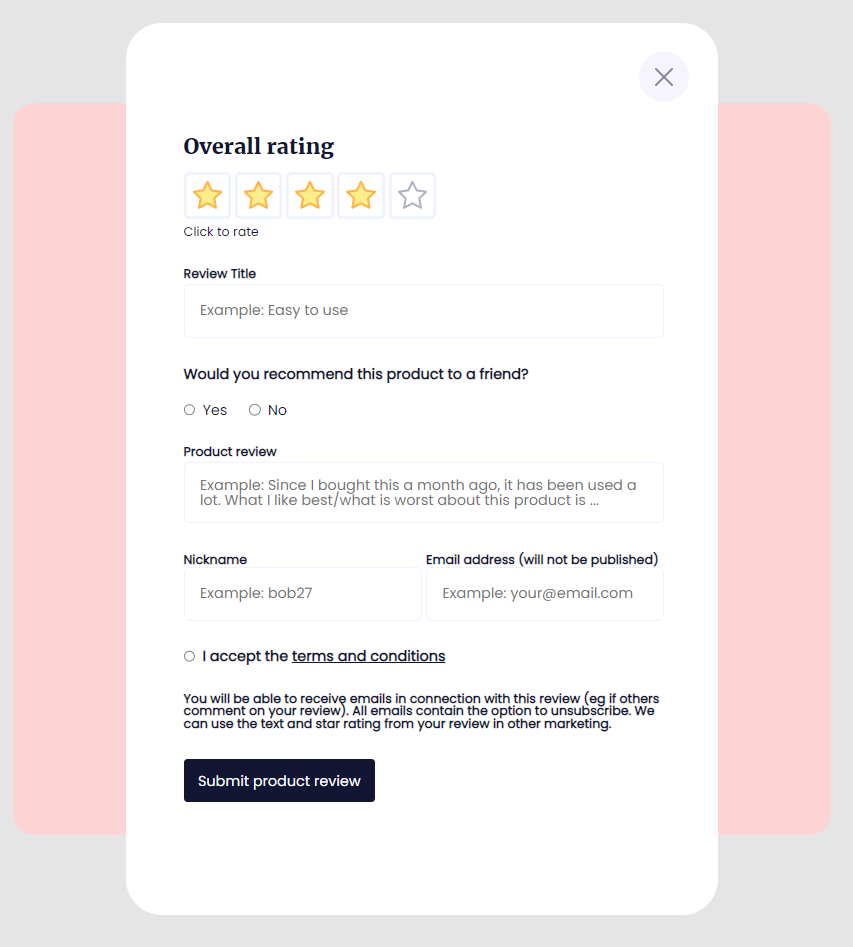 Overall rating
Click to rate
Review Title
Example: Easy to use
Would you recommend this product to a friend?
Yes No
Product review
Example: Since I bought this a month ago, it has been used a
lot. What I like best/what is worst about this product is ...
Nickname Email address (will not be published)
Example: bob27 Example: your@email.com
I accept the terms and conditions
You will be able to receive emails in connection with this review (eg if others
comment on your review). All emails contain the option to unsubscribe. We
can use the text and star rating from your review in other marketing.
Submit product review